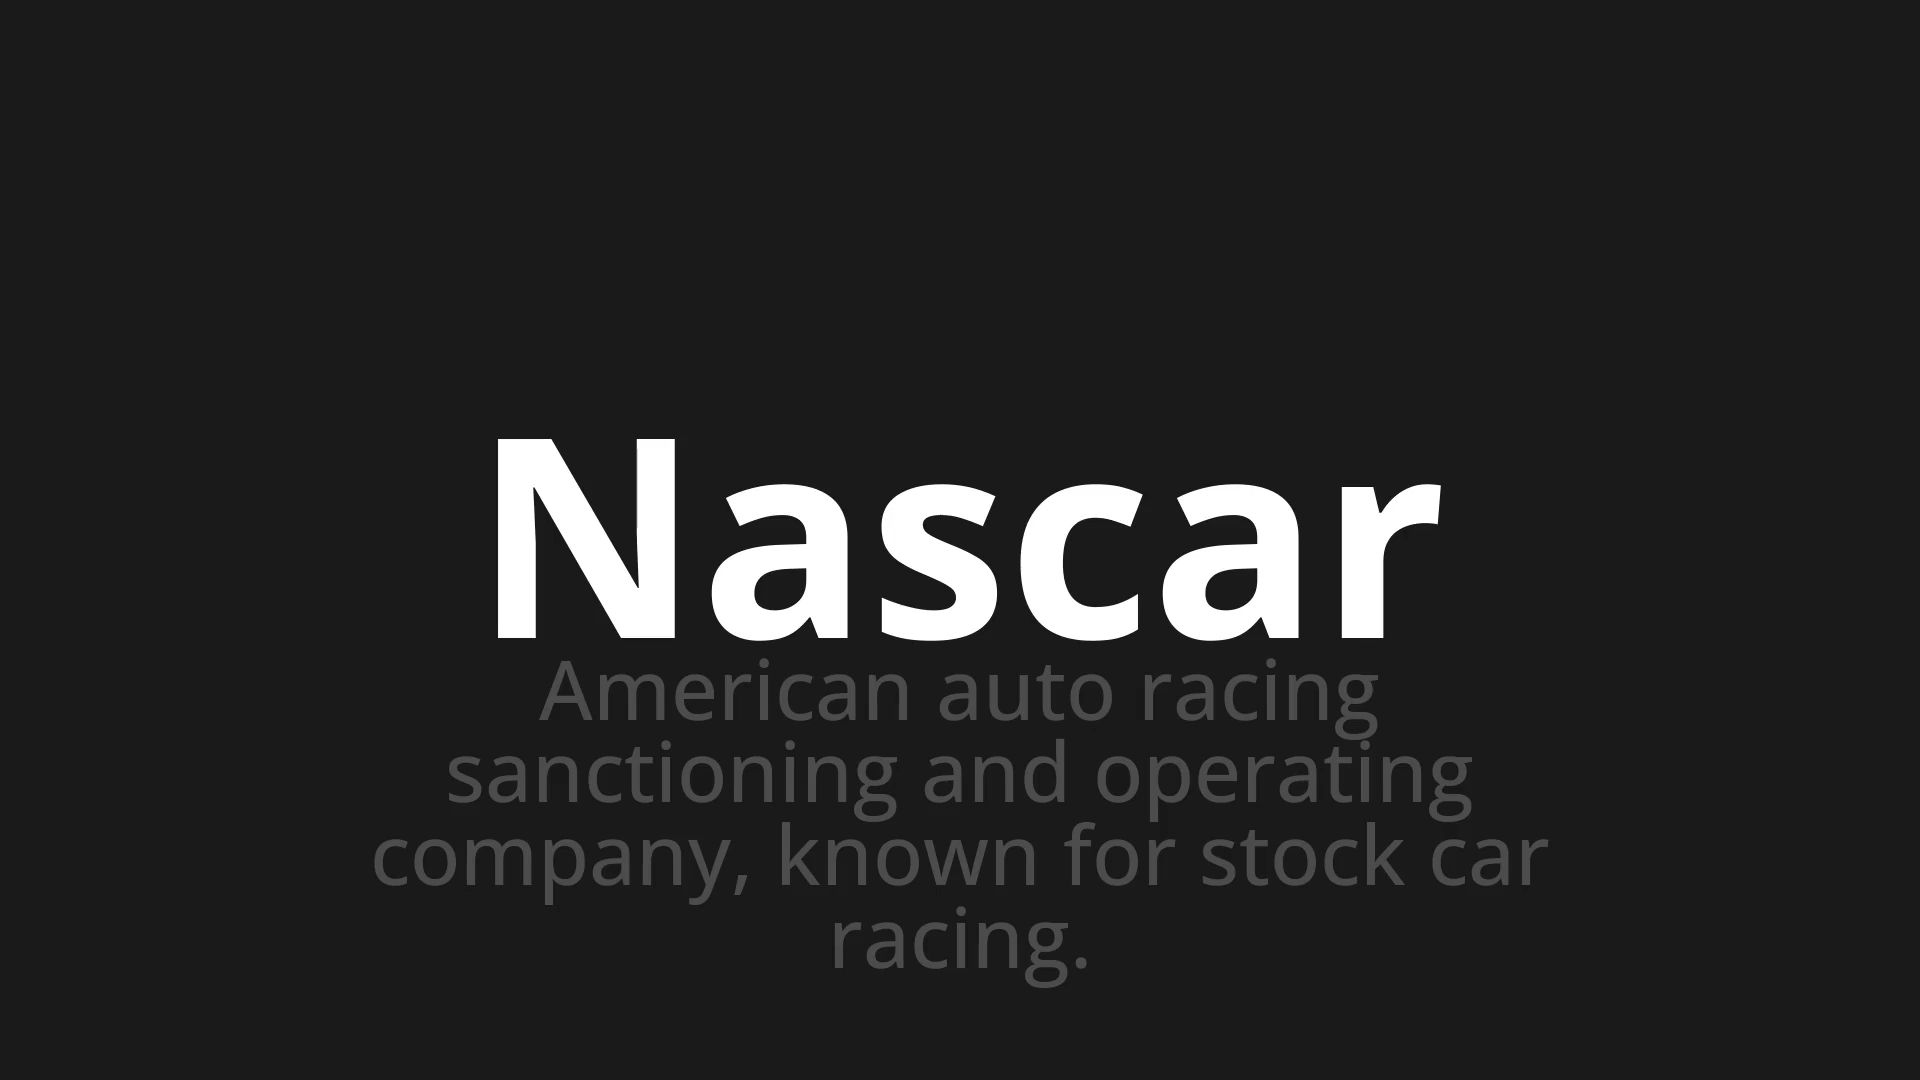 Nascar
American auto racing
sanctioning and operating
company, known for stock car
racing.